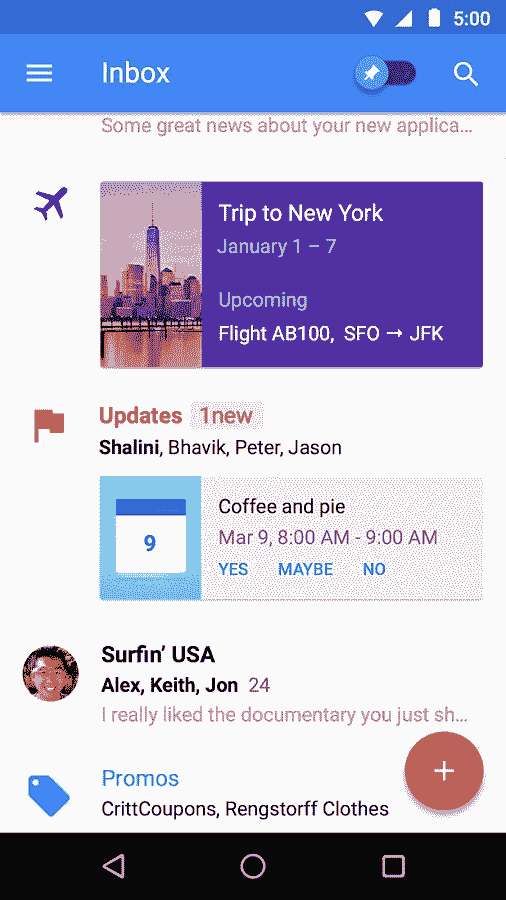 5:00
Inbox
Some great news about your new applica...
Trip to New York
January 1 – 7
Upcoming
Flight AB100, SFO → JFK
Updates 1new
Shalini, Bhavik, Peter, Jason
Coffee and pie
9
Mar 9, 8:00 AM - 9:00 AM
YES MAYBE NO
Surfin' USA
Alex, Keith, Jon 24
I really liked the documentary you just sh...
Promos
CrittCoupons, Rengstorff Clothes